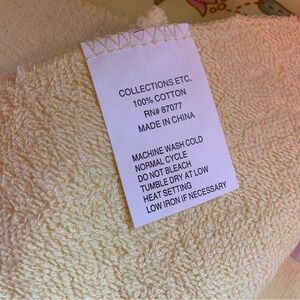 COLLECTIONS ETC.
100% COTTON
RN# 87077
MADE IN CHINA
MACHINE WASH COLD
NORMAL CYCLE
DO NOT BLEACH
TUMBLE DRY AT LOW
HEAT SETTING
LOW IRON IF NECESSARY